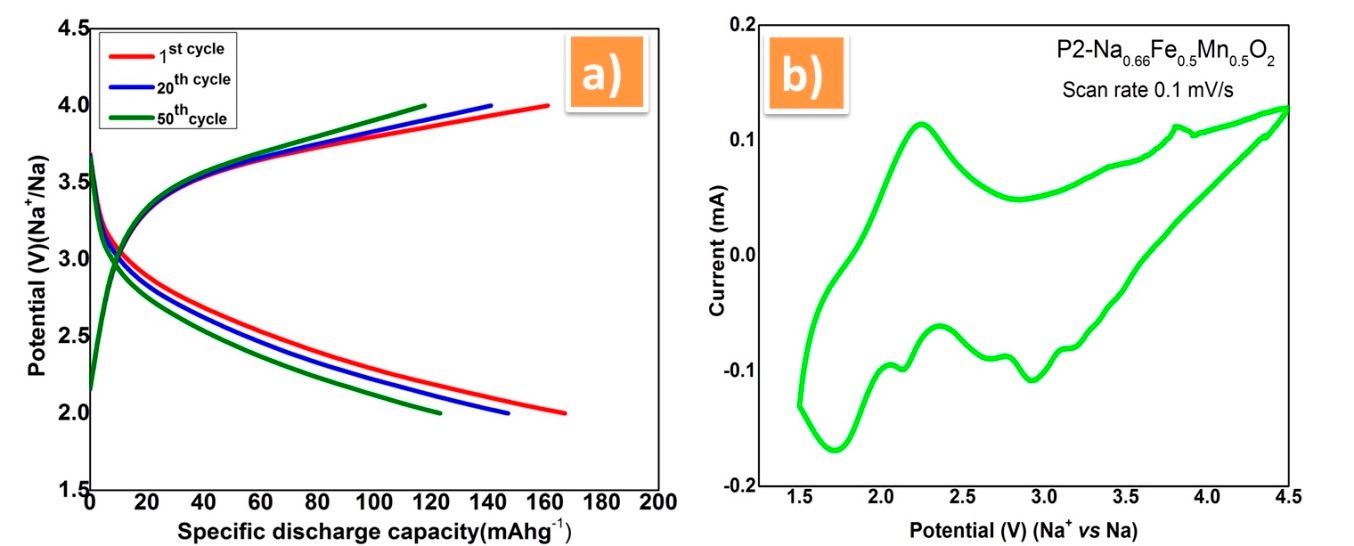 a)
1st cycle
20th cycle
50th cycle
4.5
4.0
3.5
3.0
2.5
2.0
1.5
Potential (V)(Na+/Na)
0 20 40 60 80 100 120 140 160 180 200
Specific discharge capacity(mAhg-1)
b)
P2-Na0.66Fe0.5Mn0.5O2
Scan rate 0.1 mV/s
0.2
0.1
0.0
-0.1
-0.2
Current (mA)
1.5 2.0 2.5 3.0 3.5 4.0 4.5
Potential (V) (Na+ vs Na)